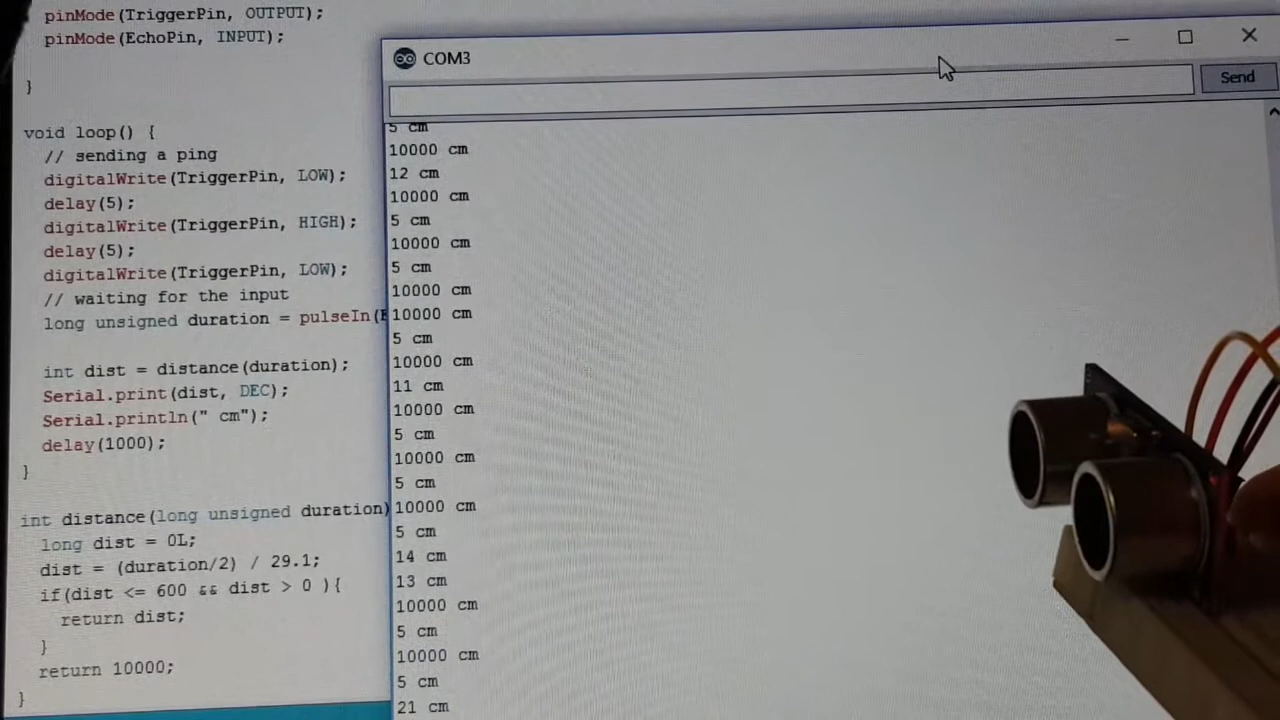 pinMode(TriggerPin, OUTPUT);
pinMode(EchoPin, INPUT);
}
void loop() {
// sending a ping
digitalWrite(TriggerPin, LOW);
delay(5);
digitalWrite(TriggerPin, HIGH);
delay(5);
digitalWrite(TriggerPin, LOW);
// waiting for the input
long unsigned duration = pulseIn(
int dist = distance(duration);
Serial.print(dist, DEC);
Serial.println(" cm");
delay(1000);
}
int distance(long unsigned duration)
long dist = 0L;
dist = (duration/2) / 29.1;
if(dist <= 600 && dist > 0 ){
return dist;
}
return 10000;
}
COM3
Send
5 cm
10000 cm
12 cm
10000 cm
5 cm
10000 cm
5 cm
10000 cm
10000 cm
5 cm
10000 cm
11 cm
10000 cm
5 cm
10000 cm
5 cm
10000 cm
5 cm
14 cm
13 cm
10000 cm
5 cm
10000 cm
5 cm
21 cm